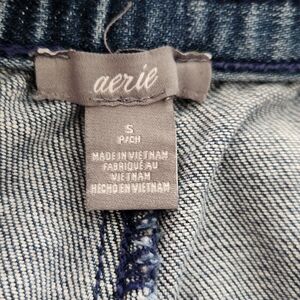 aerie
S
P/CH
MADE IN VIETNAM
FABRIQUÉ AU
VIETNAM
HECHO EN VIETNAM